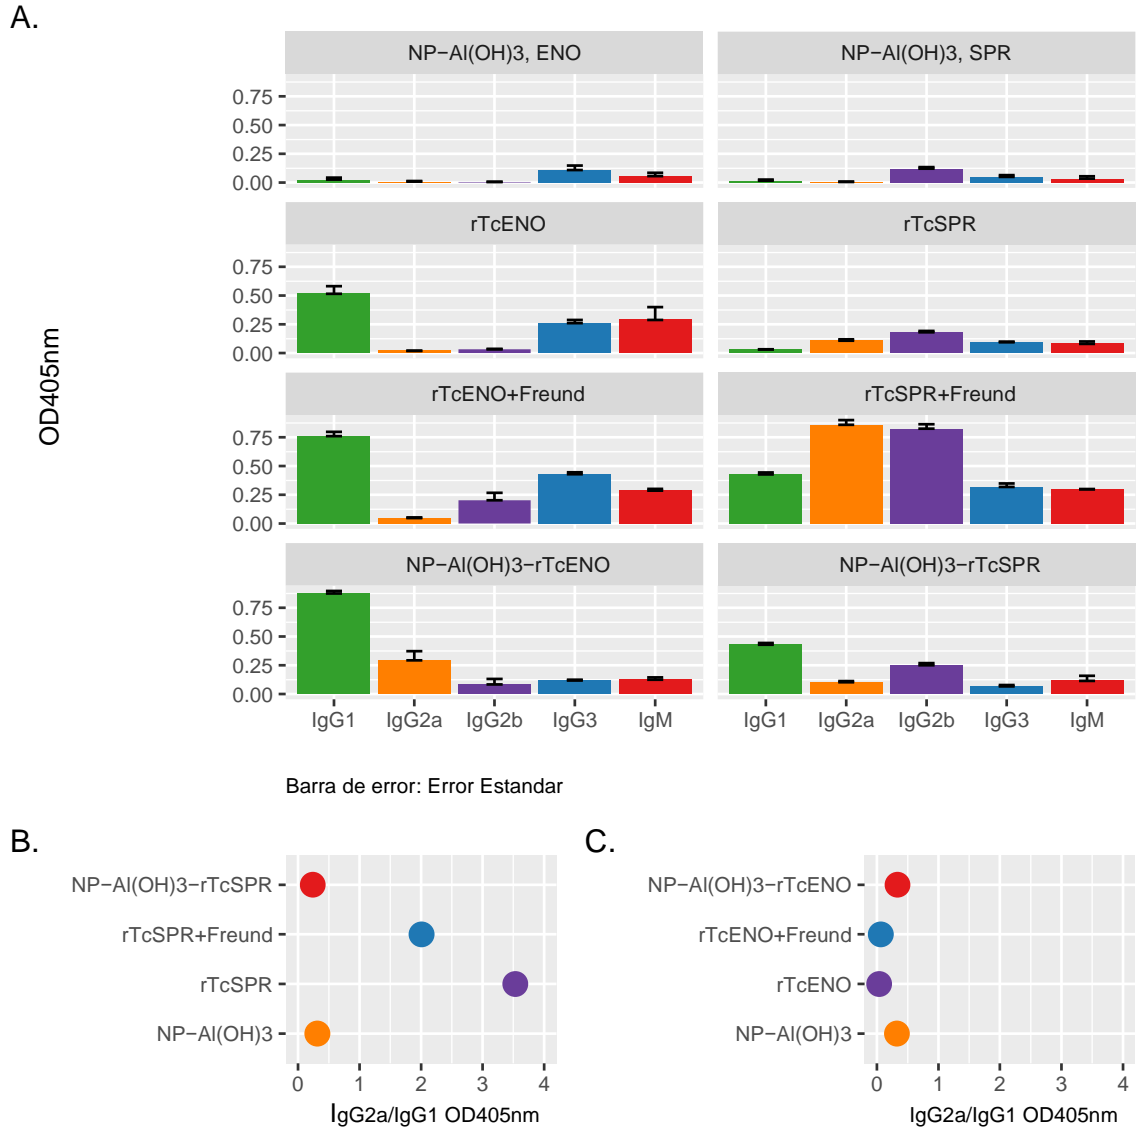 A.
NP−Al(OH)3, ENO NP−Al(OH)3, SPR
0.75
0.50
0.25
0.00
rTcENO rTcSPR
0.75
0.50
0.25
0.00
OD405nm
rTcENO+Freund rTcSPR+Freund
0.75
0.50
0.25
0.00
NP−Al(OH)3−rTcENO NP−Al(OH)3−rTcSPR
0.75
0.50
0.25
0.00
IgG1 IgG2a IgG2b IgG3 IgM IgG1 IgG2a IgG2b IgG3 IgM
Barra de error: Error Estandar
B.
NP−Al(OH)3−rTcSPR
rTcSPR+Freund
rTcSPR
NP−Al(OH)3
0 1 2 3 4
IgG2a/IgG1 OD405nm
C.
NP−Al(OH)3−rTcENO
rTcENO+Freund
rTcENO
NP−Al(OH)3
0 1 2 3 4
IgG2a/IgG1 OD405nm